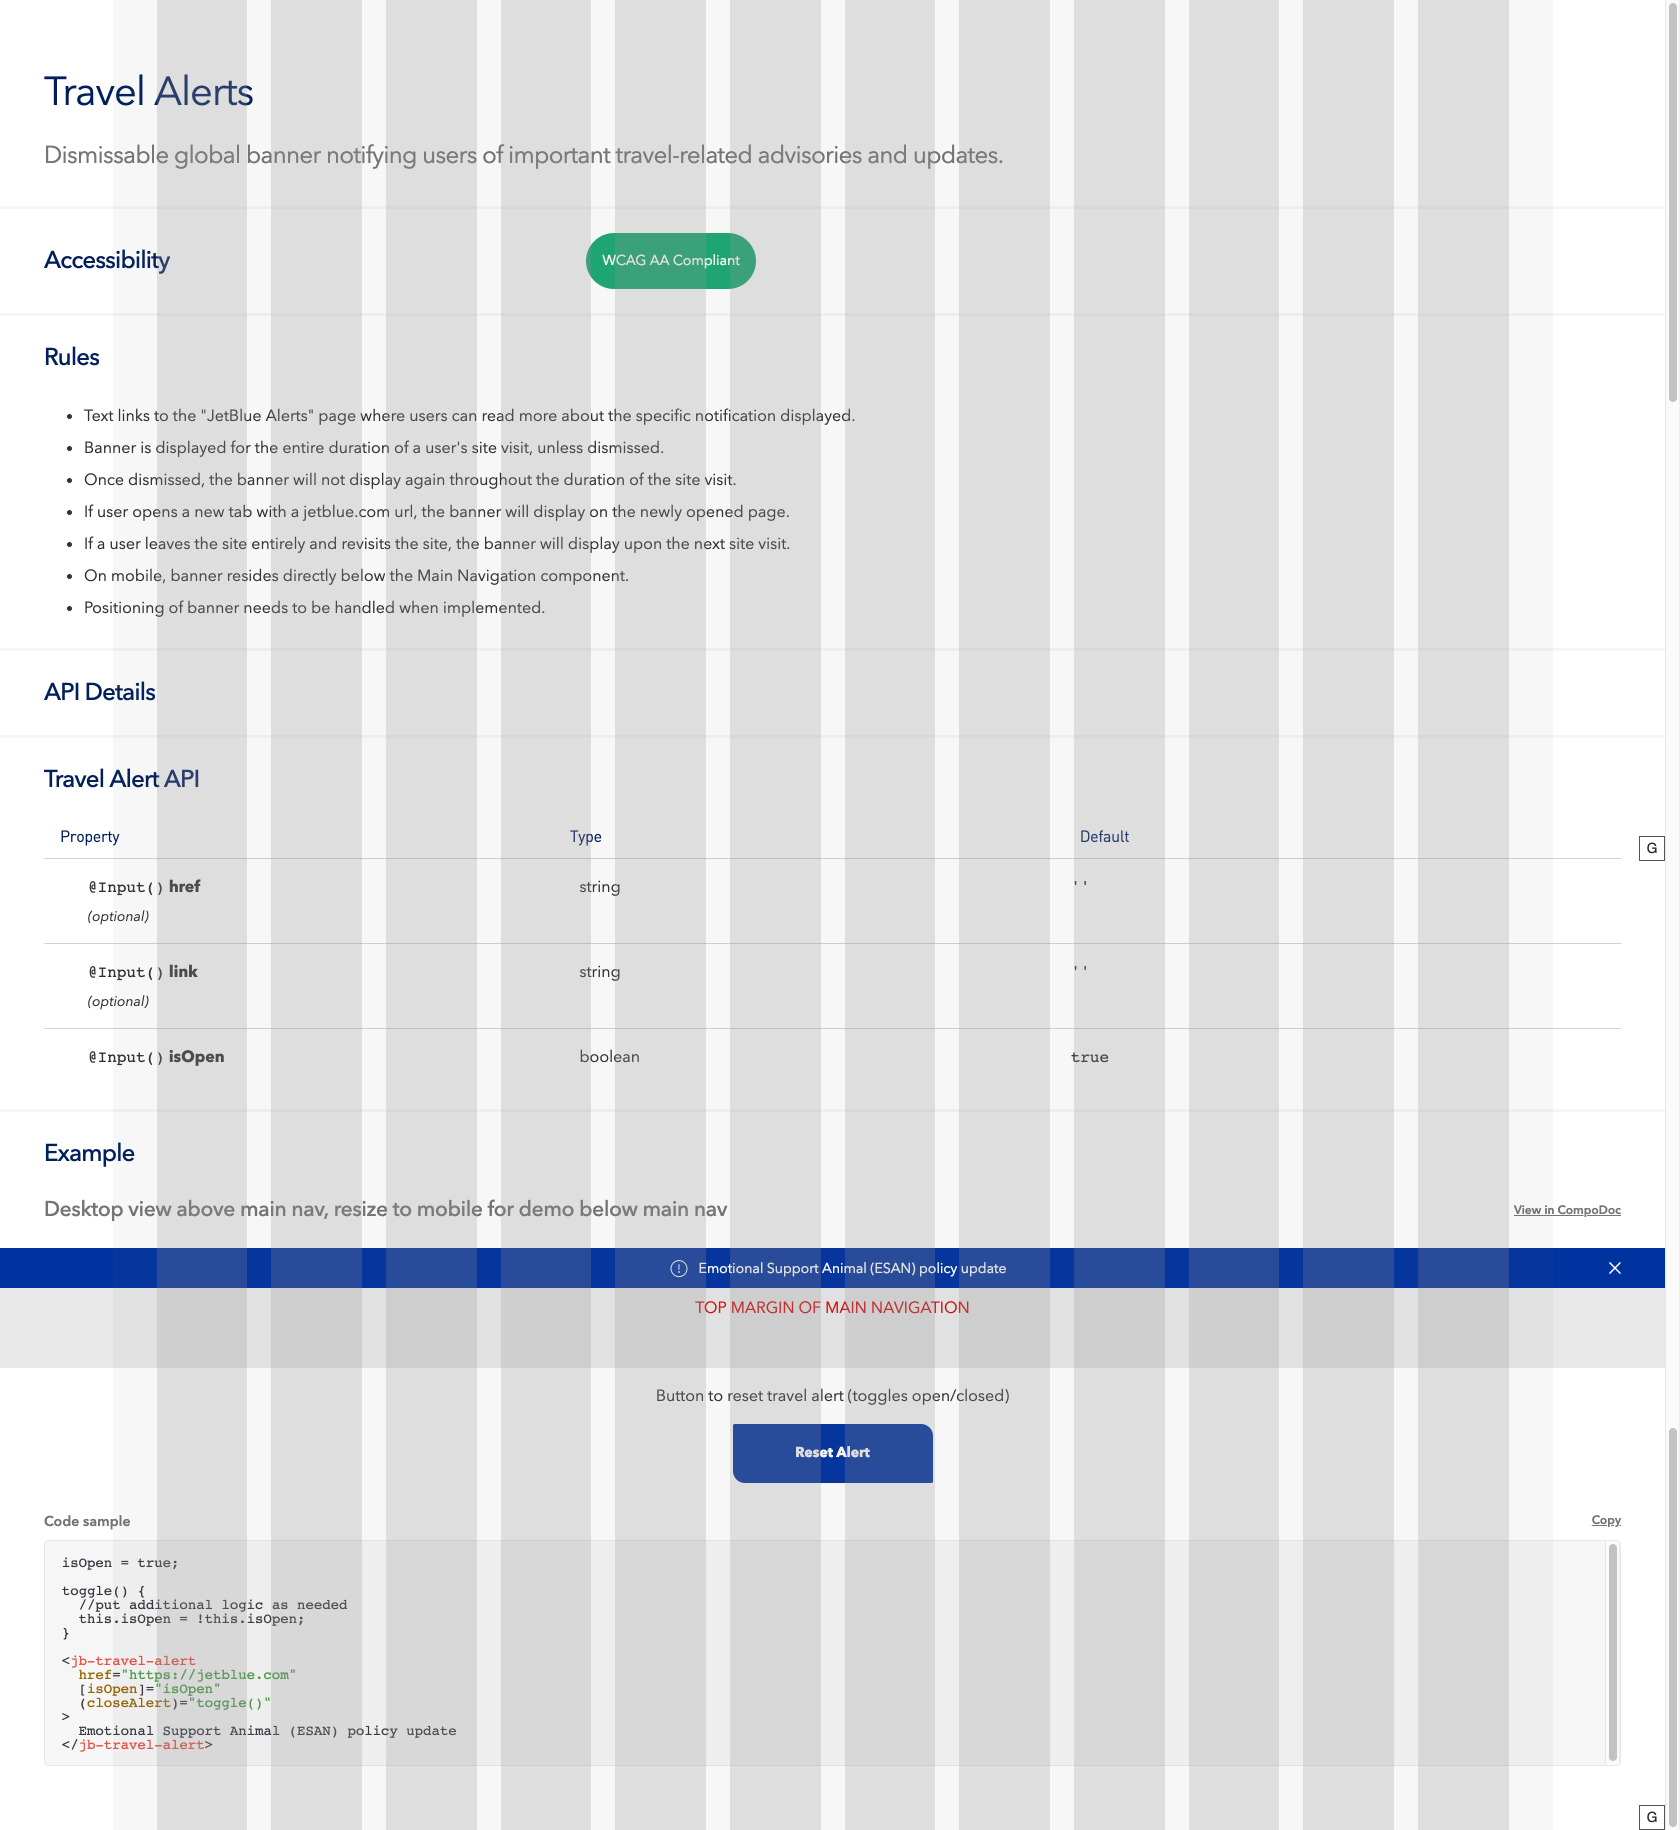 Travel Alerts
Dismissable global banner notifying users of important travel-related advisories and updates.
Accessibility
WCAG AA Compliant
Rules
• Text links to the "JetBlue Alerts" page where users can read more about the specific notification displayed.
• Banner is displayed for the entire duration of a user's site visit, unless dismissed.
• Once dismissed, the banner will not display again throughout the duration of the site visit.
• If user opens a new tab with a jetblue.com url, the banner will display on the newly opened page.
• If a user leaves the site entirely and revisits the site, the banner will display upon the next site visit.
• On mobile, banner resides directly below the Main Navigation component.
• Positioning of banner needs to be handled when implemented.
API Details
Travel Alert API
Property Type Default
G
@Input() href string ''
(optional)
@Input() link string ''
(optional)
@Input() isOpen boolean true
Example
Desktop view above main nav, resize to mobile for demo below main nav
View in CompoDoc
Emotional Support Animal (ESAN) policy update
TOP MARGIN OF MAIN NAVIGATION
Button to reset travel alert (toggles open/closed)
Reset Alert
Code sample
Copy
isOpen = true;
toggle() {
//put additional logic as needed
this.isOpen = !this.isOpen;
}
<jb-travel-alert
href="https://jetblue.com"
[isOpen]="isOpen"
(closeAlert)="toggle()"
>
Emotional Support Animal (ESAN) policy update
</jb-travel-alert>
G